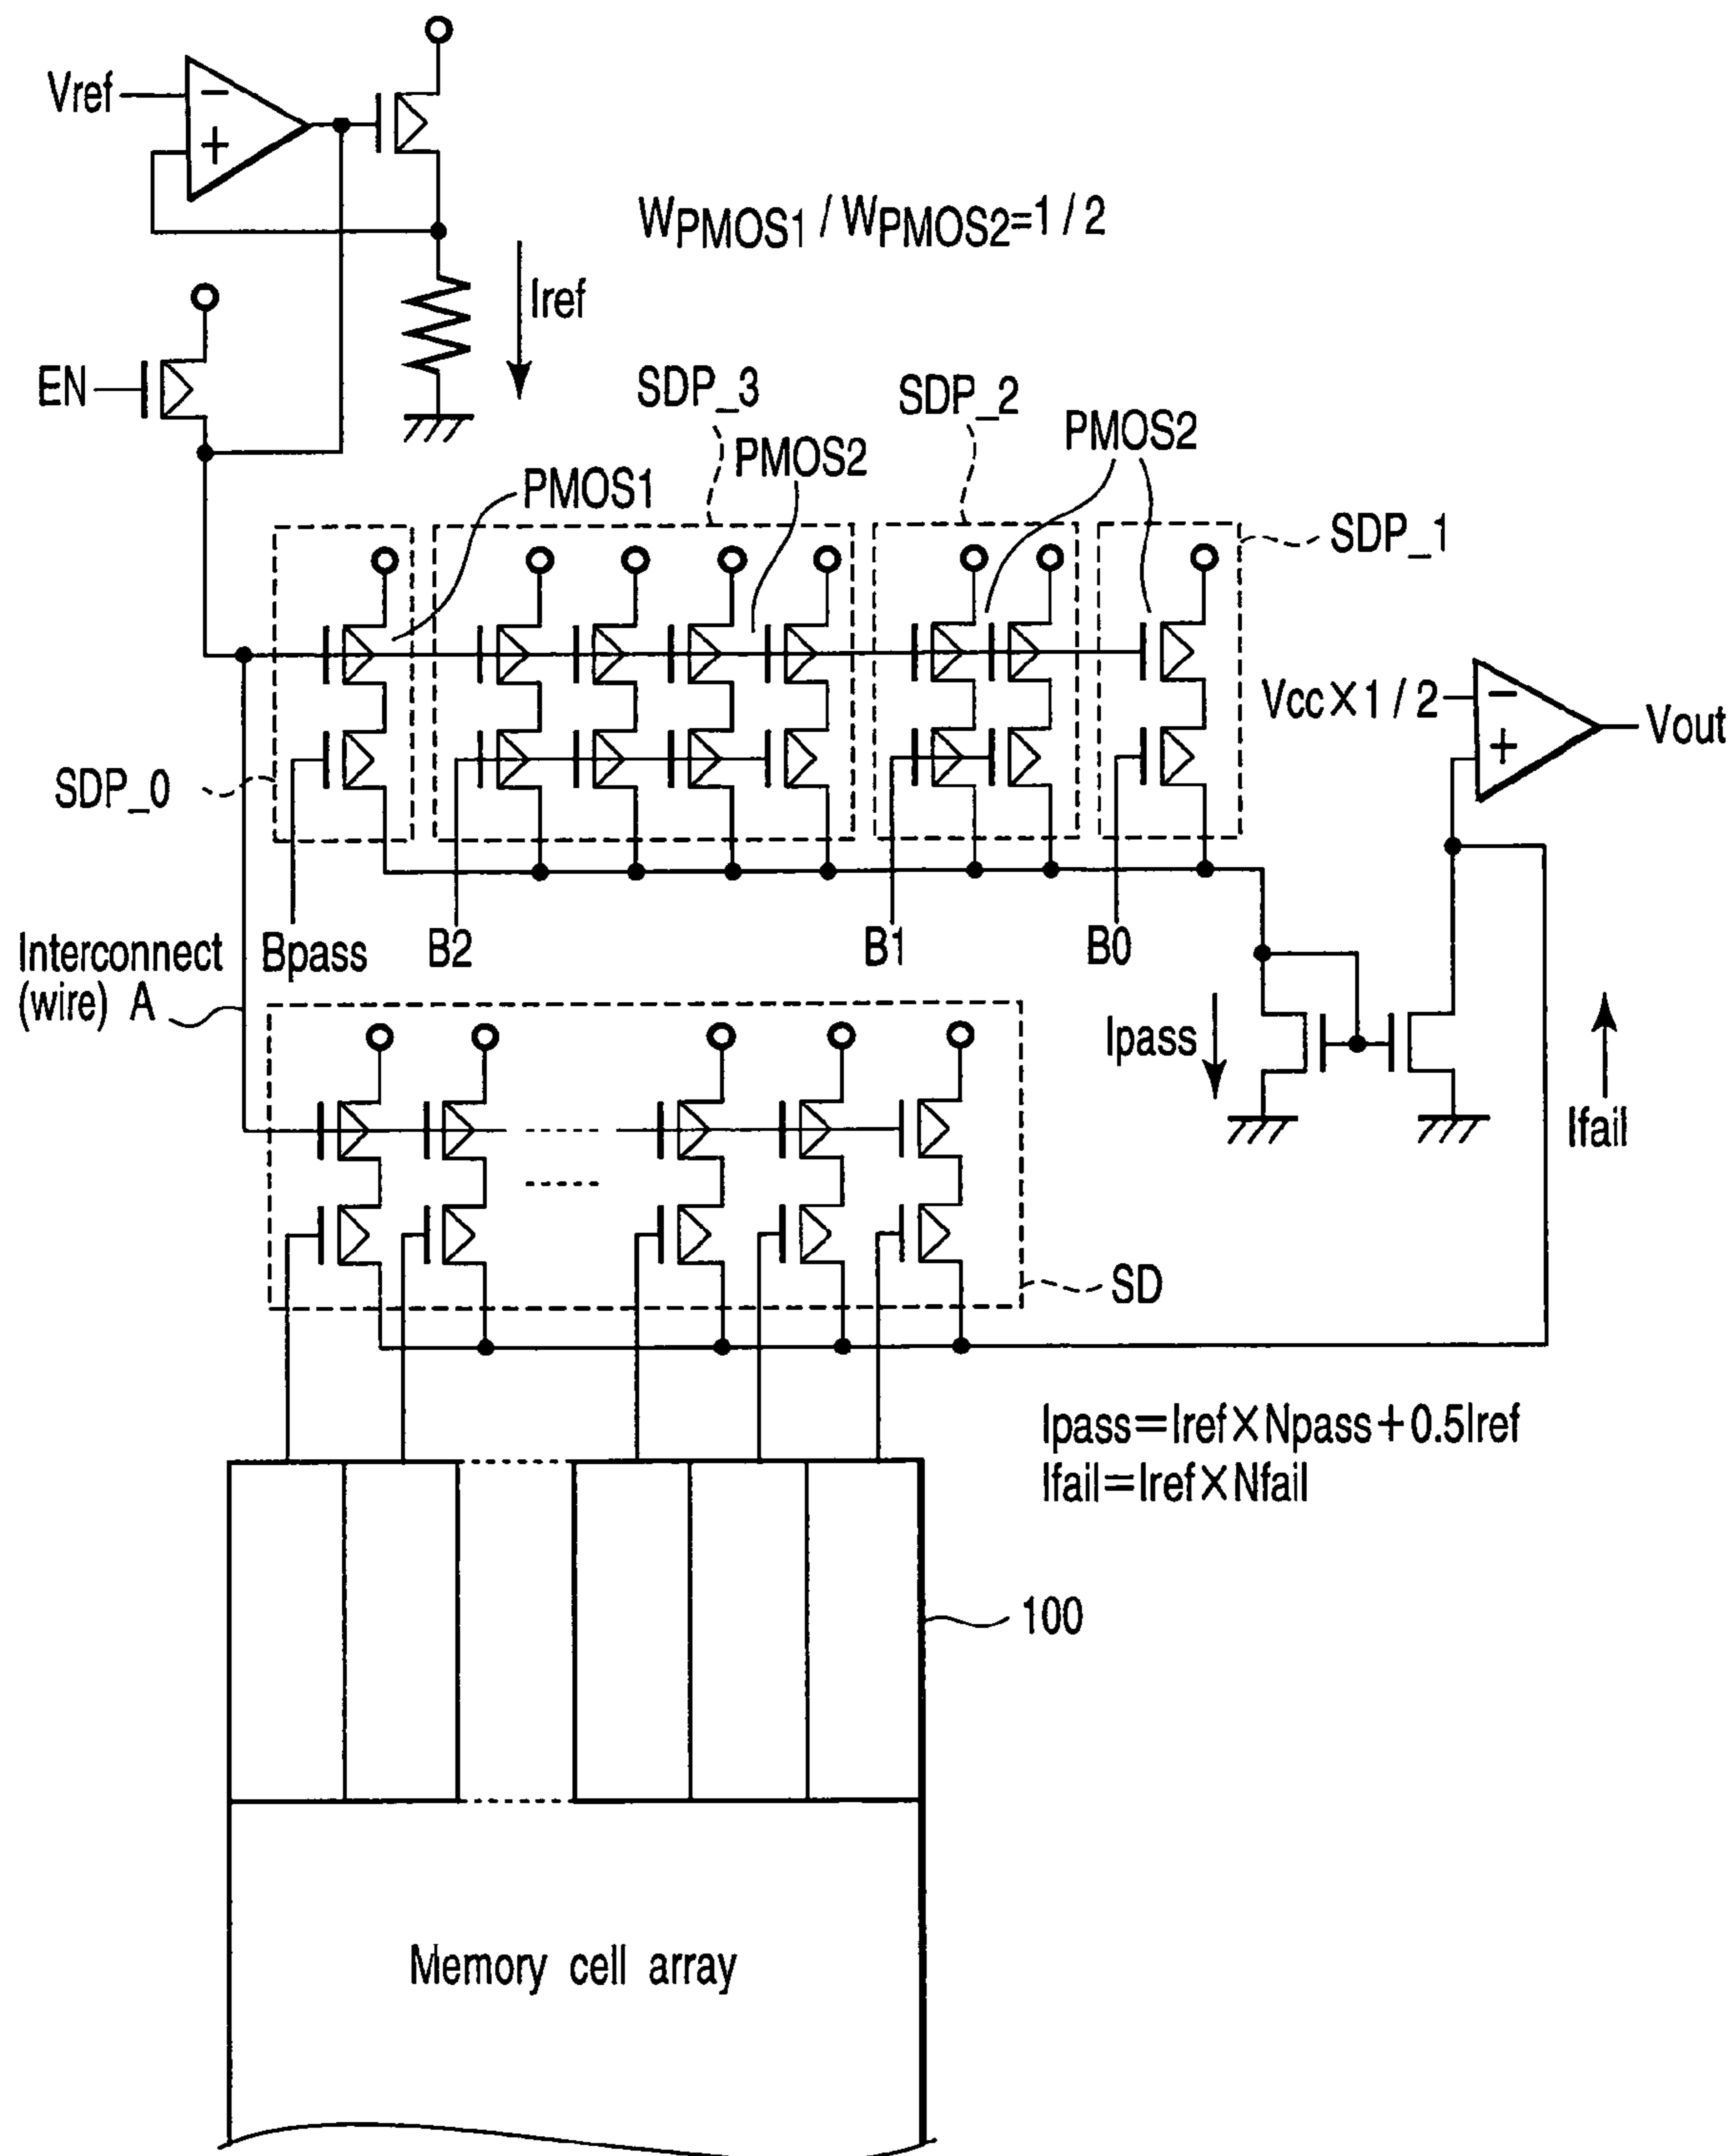 Vref
−
+
WPMOS1 / WPMOS2=1 / 2
Iref
EN
SDP_3
SDP_2
PMOS2
PMOS2
PMOS1
SDP_1
Vcc×1 / 2
−
+
Vout
SDP_0
Interconnect
(wire) A
Bpass
B2
B1
B0
Ipass
Ifail
SD
Ipass=Iref×Npass+0.5Iref
Ifail=Iref×Nfail
100
Memory cell array